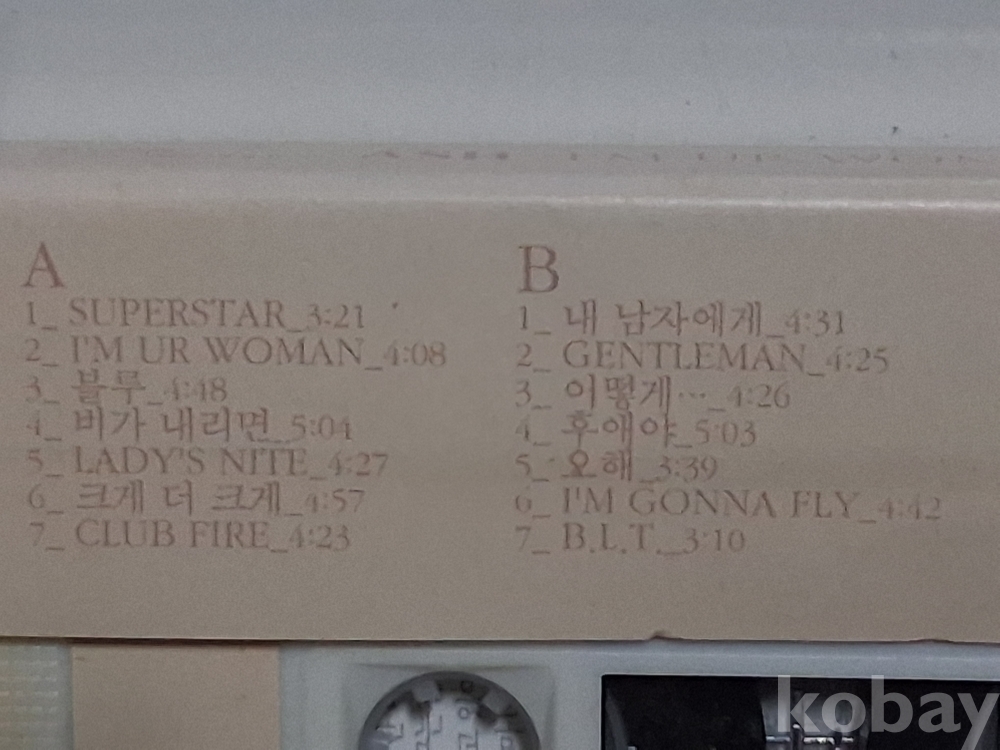 A
1_ SUPERSTAR_3:21
2_ I'M UR WOMAN_4:08
3_ 블루_4:48
4_ 비가 내리면_5:04
5_ LADY'S NITE_4:27
6_ 크게 더 크게_4:57
7_ CLUB FIRE_4:23
B
1_ 내 남자에게_4:31
2_ GENTLEMAN_4:25
3_ 이떻게…_4:26
4_ 후애야_5:03
5_ 오해_3:39
6_ I'M GONNA FLY_4:42
7_ B.L.T._3:10
kobay